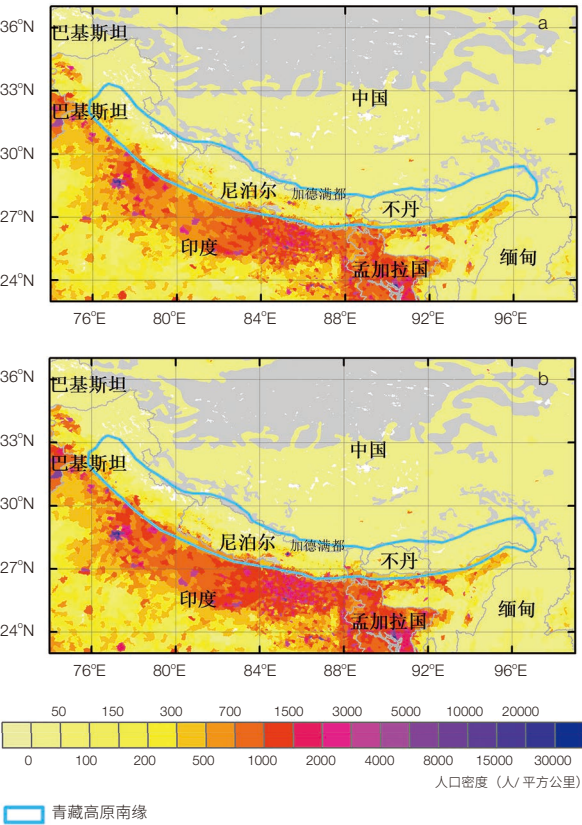 36°N
巴基斯坦
a
33°N
中国
巴基斯坦
30°N
尼泊尔
加德满都
不丹
27°N
印度
缅甸
孟加拉国
24°N
76°E 80°E 84°E 88°E 92°E 96°E
36°N
巴基斯坦
b
33°N
中国
巴基斯坦
30°N
尼泊尔
加德满都
不丹
27°N
印度
缅甸
孟加拉国
24°N
76°E 80°E 84°E 88°E 92°E 96°E
50 150 300 700 1500 3000 5000 10000 20000
0 100 200 500 1000 2000 4000 8000 15000 30000
人口密度（人/ 平方公里）
青藏高原南缘